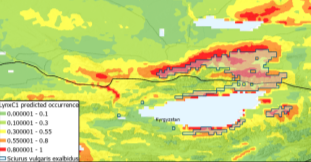 Kyrgyzstan
LynxC1 predicted occurrence
0.000001 - 0.1
0.100001 - 0.3
0.300001 - 0.55
0.550001 - 0.8
0.800001 - 1
Sciurus vulgaris exalbidus